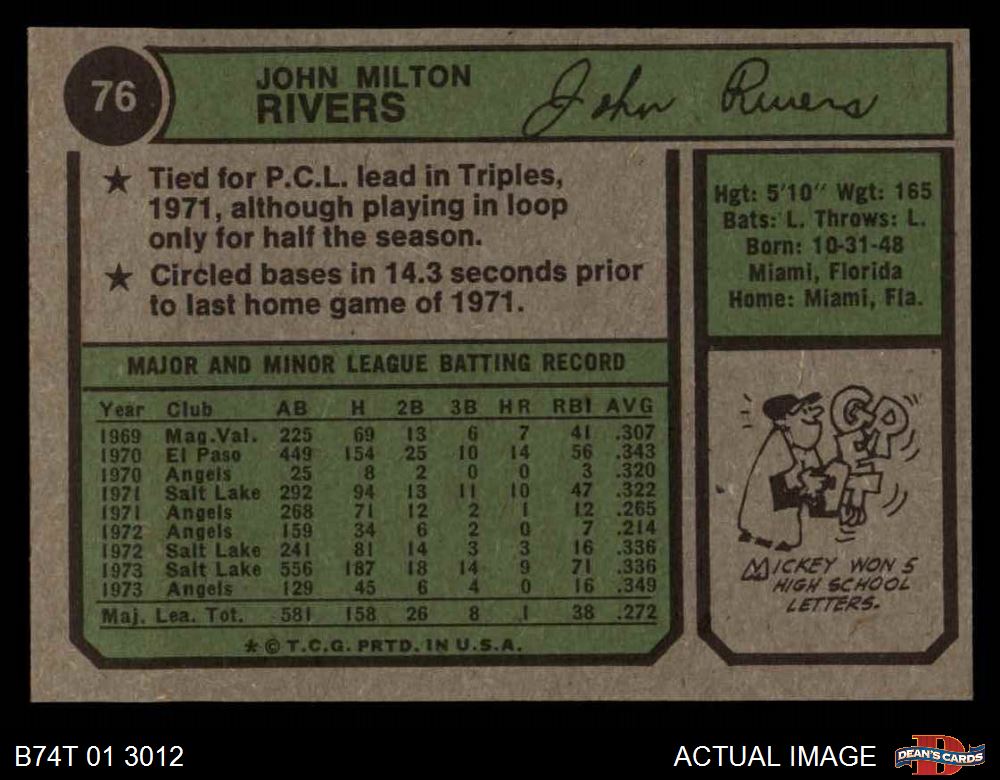 76
JOHN MILTON
RIVERS
John Rivers
★ Tied for P.C.L. lead in Triples,
1971, although playing in loop
only for half the season.
★ Circled bases in 14.3 seconds prior
to last home game of 1971.
Hgt: 5'10" Wgt: 165
Bats: L. Throws: L.
Born: 10-31-48
Miami, Florida
Home: Miami, Fla.
MAJOR AND MINOR LEAGUE BATTING RECORD
Year Club AB H 2B 3B HR RBI AVG
1969 Mag.Val. 225 69 13 6 7 41 .307
1970 El Paso 449 154 25 10 14 56 .343
1970 Angels 25 8 2 0 0 3 .320
1971 Salt Lake 292 94 13 11 10 47 .322
1971 Angels 268 71 12 2 1 12 .265
1972 Angels 159 34 6 2 0 7 .214
1972 Salt Lake 241 81 14 3 3 16 .336
1973 Salt Lake 556 187 18 14 9 71 .336
1973 Angels 129 45 6 4 0 16 .349
Maj. Lea. Tot. 581 158 26 8 1 38 .272
* © T.C.G. PRTD. IN U.S.A.
MICKEY WON 5
HIGH SCHOOL
LETTERS.
B74T 01 3012
ACTUAL IMAGE
DEAN'S CARDS